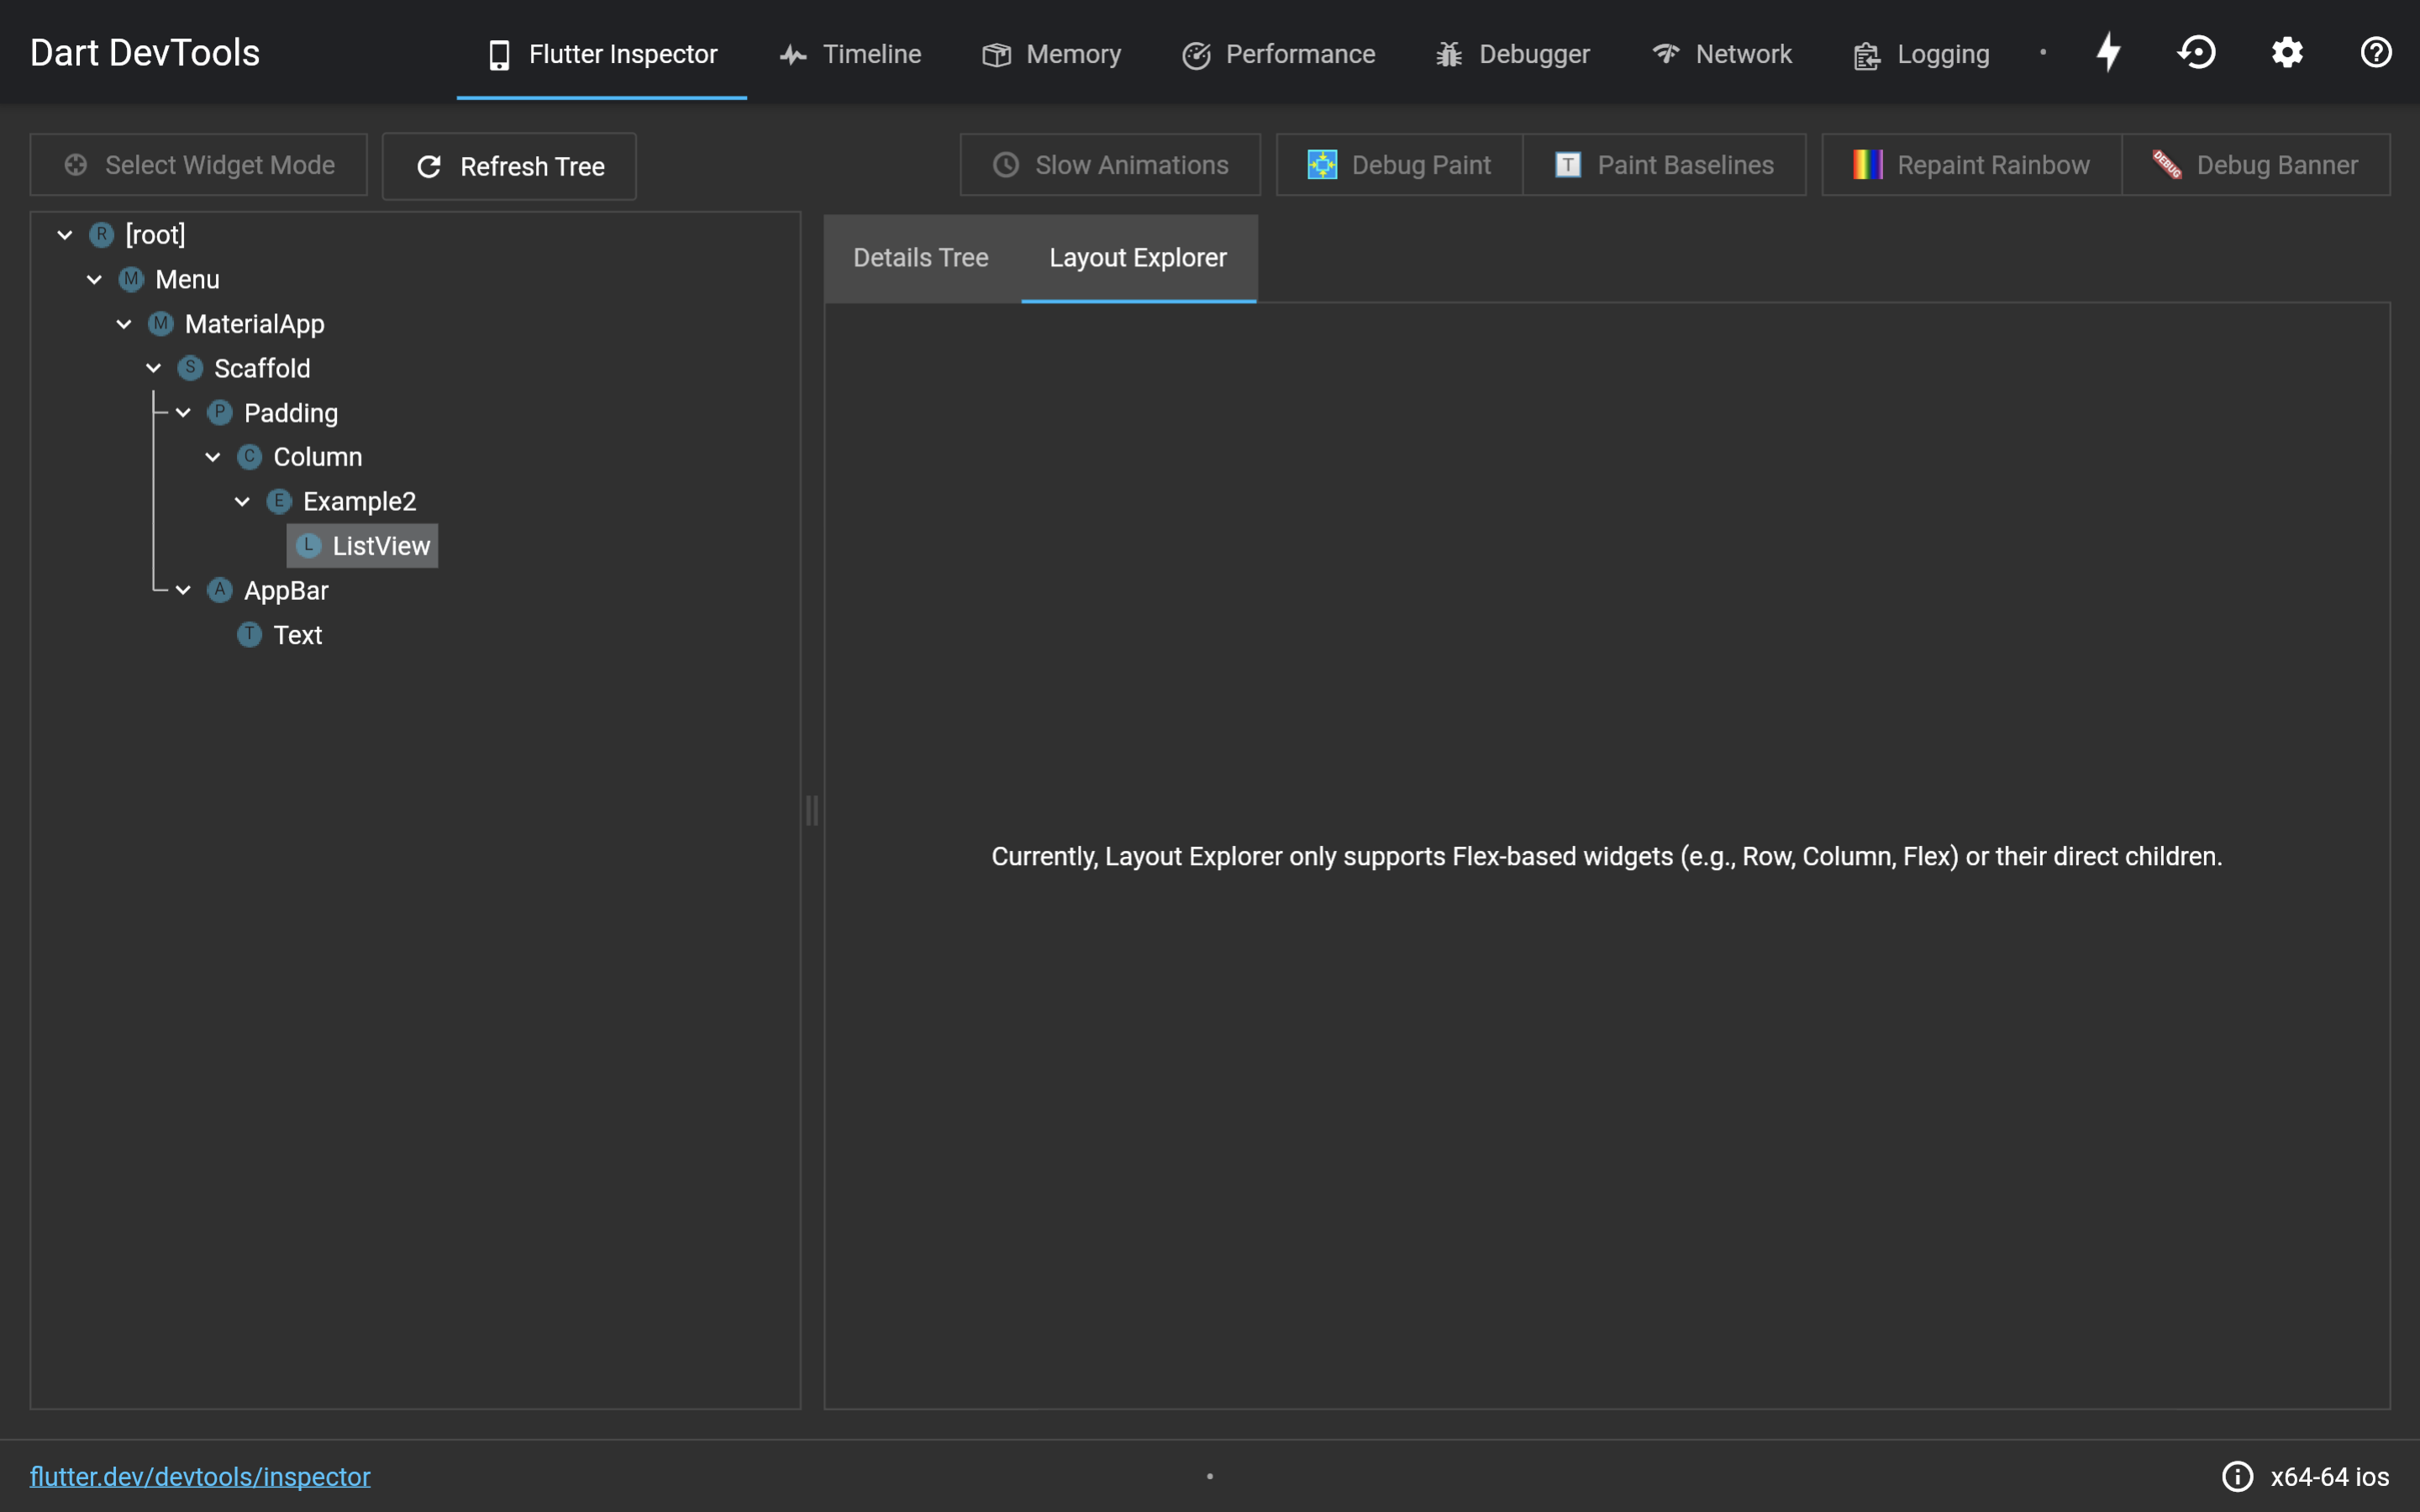 Dart DevTools Flutter Inspector Timeline Memory Performance Debugger Network Logging
Select Widget Mode Refresh Tree Slow Animations Debug Paint T Paint Baselines Repaint Rainbow DEBUG Debug Banner
R [root]
M Menu
M MaterialApp
S Scaffold
P Padding
C Column
E Example2
L ListView
A AppBar
T Text
Details Tree Layout Explorer
Currently, Layout Explorer only supports Flex-based widgets (e.g., Row, Column, Flex) or their direct children.
flutter.dev/devtools/inspector x64-64 ios